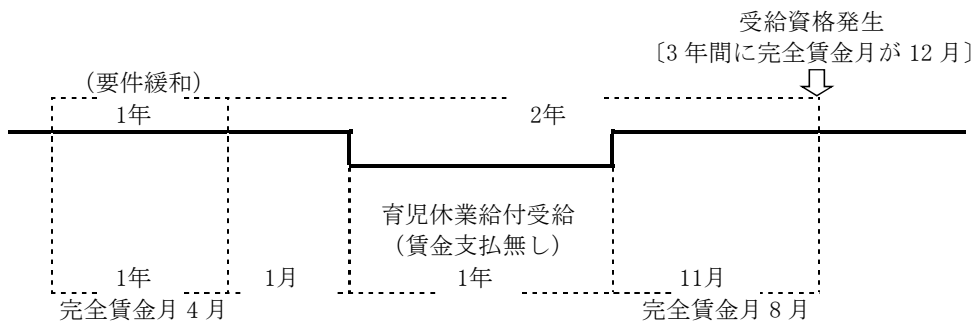 受給資格発生
〔3 年間に完全賃金月が 12 月〕
(要件緩和)
1年
2年
育児休業給付受給
(賃金支払無し)
1年
1月
1年
11月
完全賃金月 4 月
完全賃金月 8 月